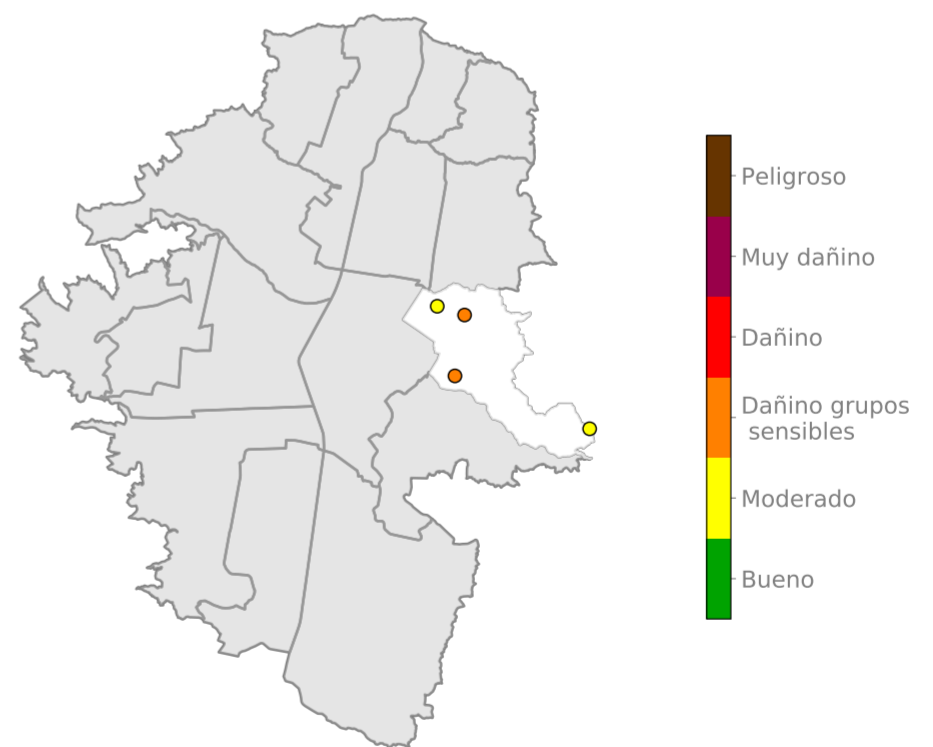 Peligroso
Muy dañino
Dañino
Dañino grupos
sensibles
Moderado
Bueno